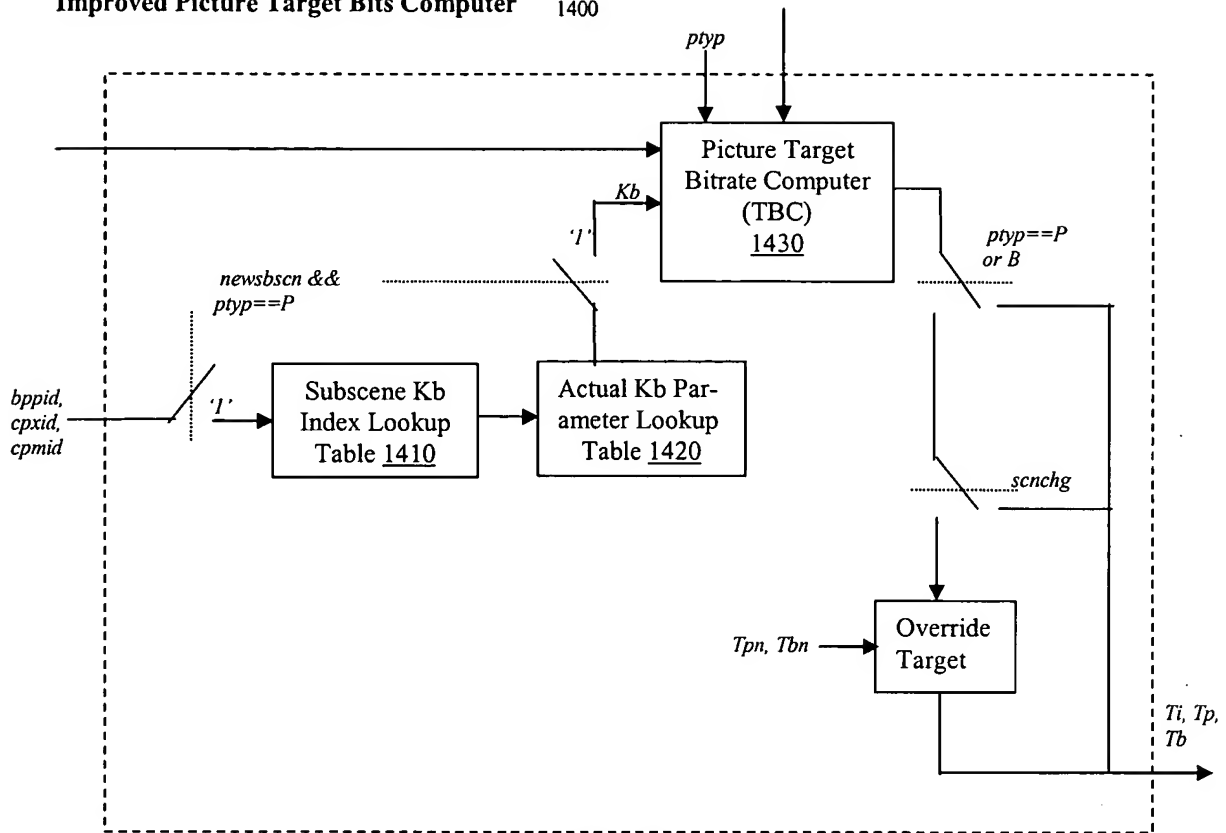 Improved Picture Target Bits Computer 1400
ptyp
Picture Target
Bitrate Computer
(TBC)
1430
Kb
'1'
ptyp==P
or B
newsbscn &&
ptyp==P
bppid,
cpxid,
cpmid
'1'
Subscene Kb
Index Lookup
Table 1410
Actual Kb Par-
ameter Lookup
Table 1420
scnchg
Override
Target
Tpn, Tbn
Ti, Tp,
Tb